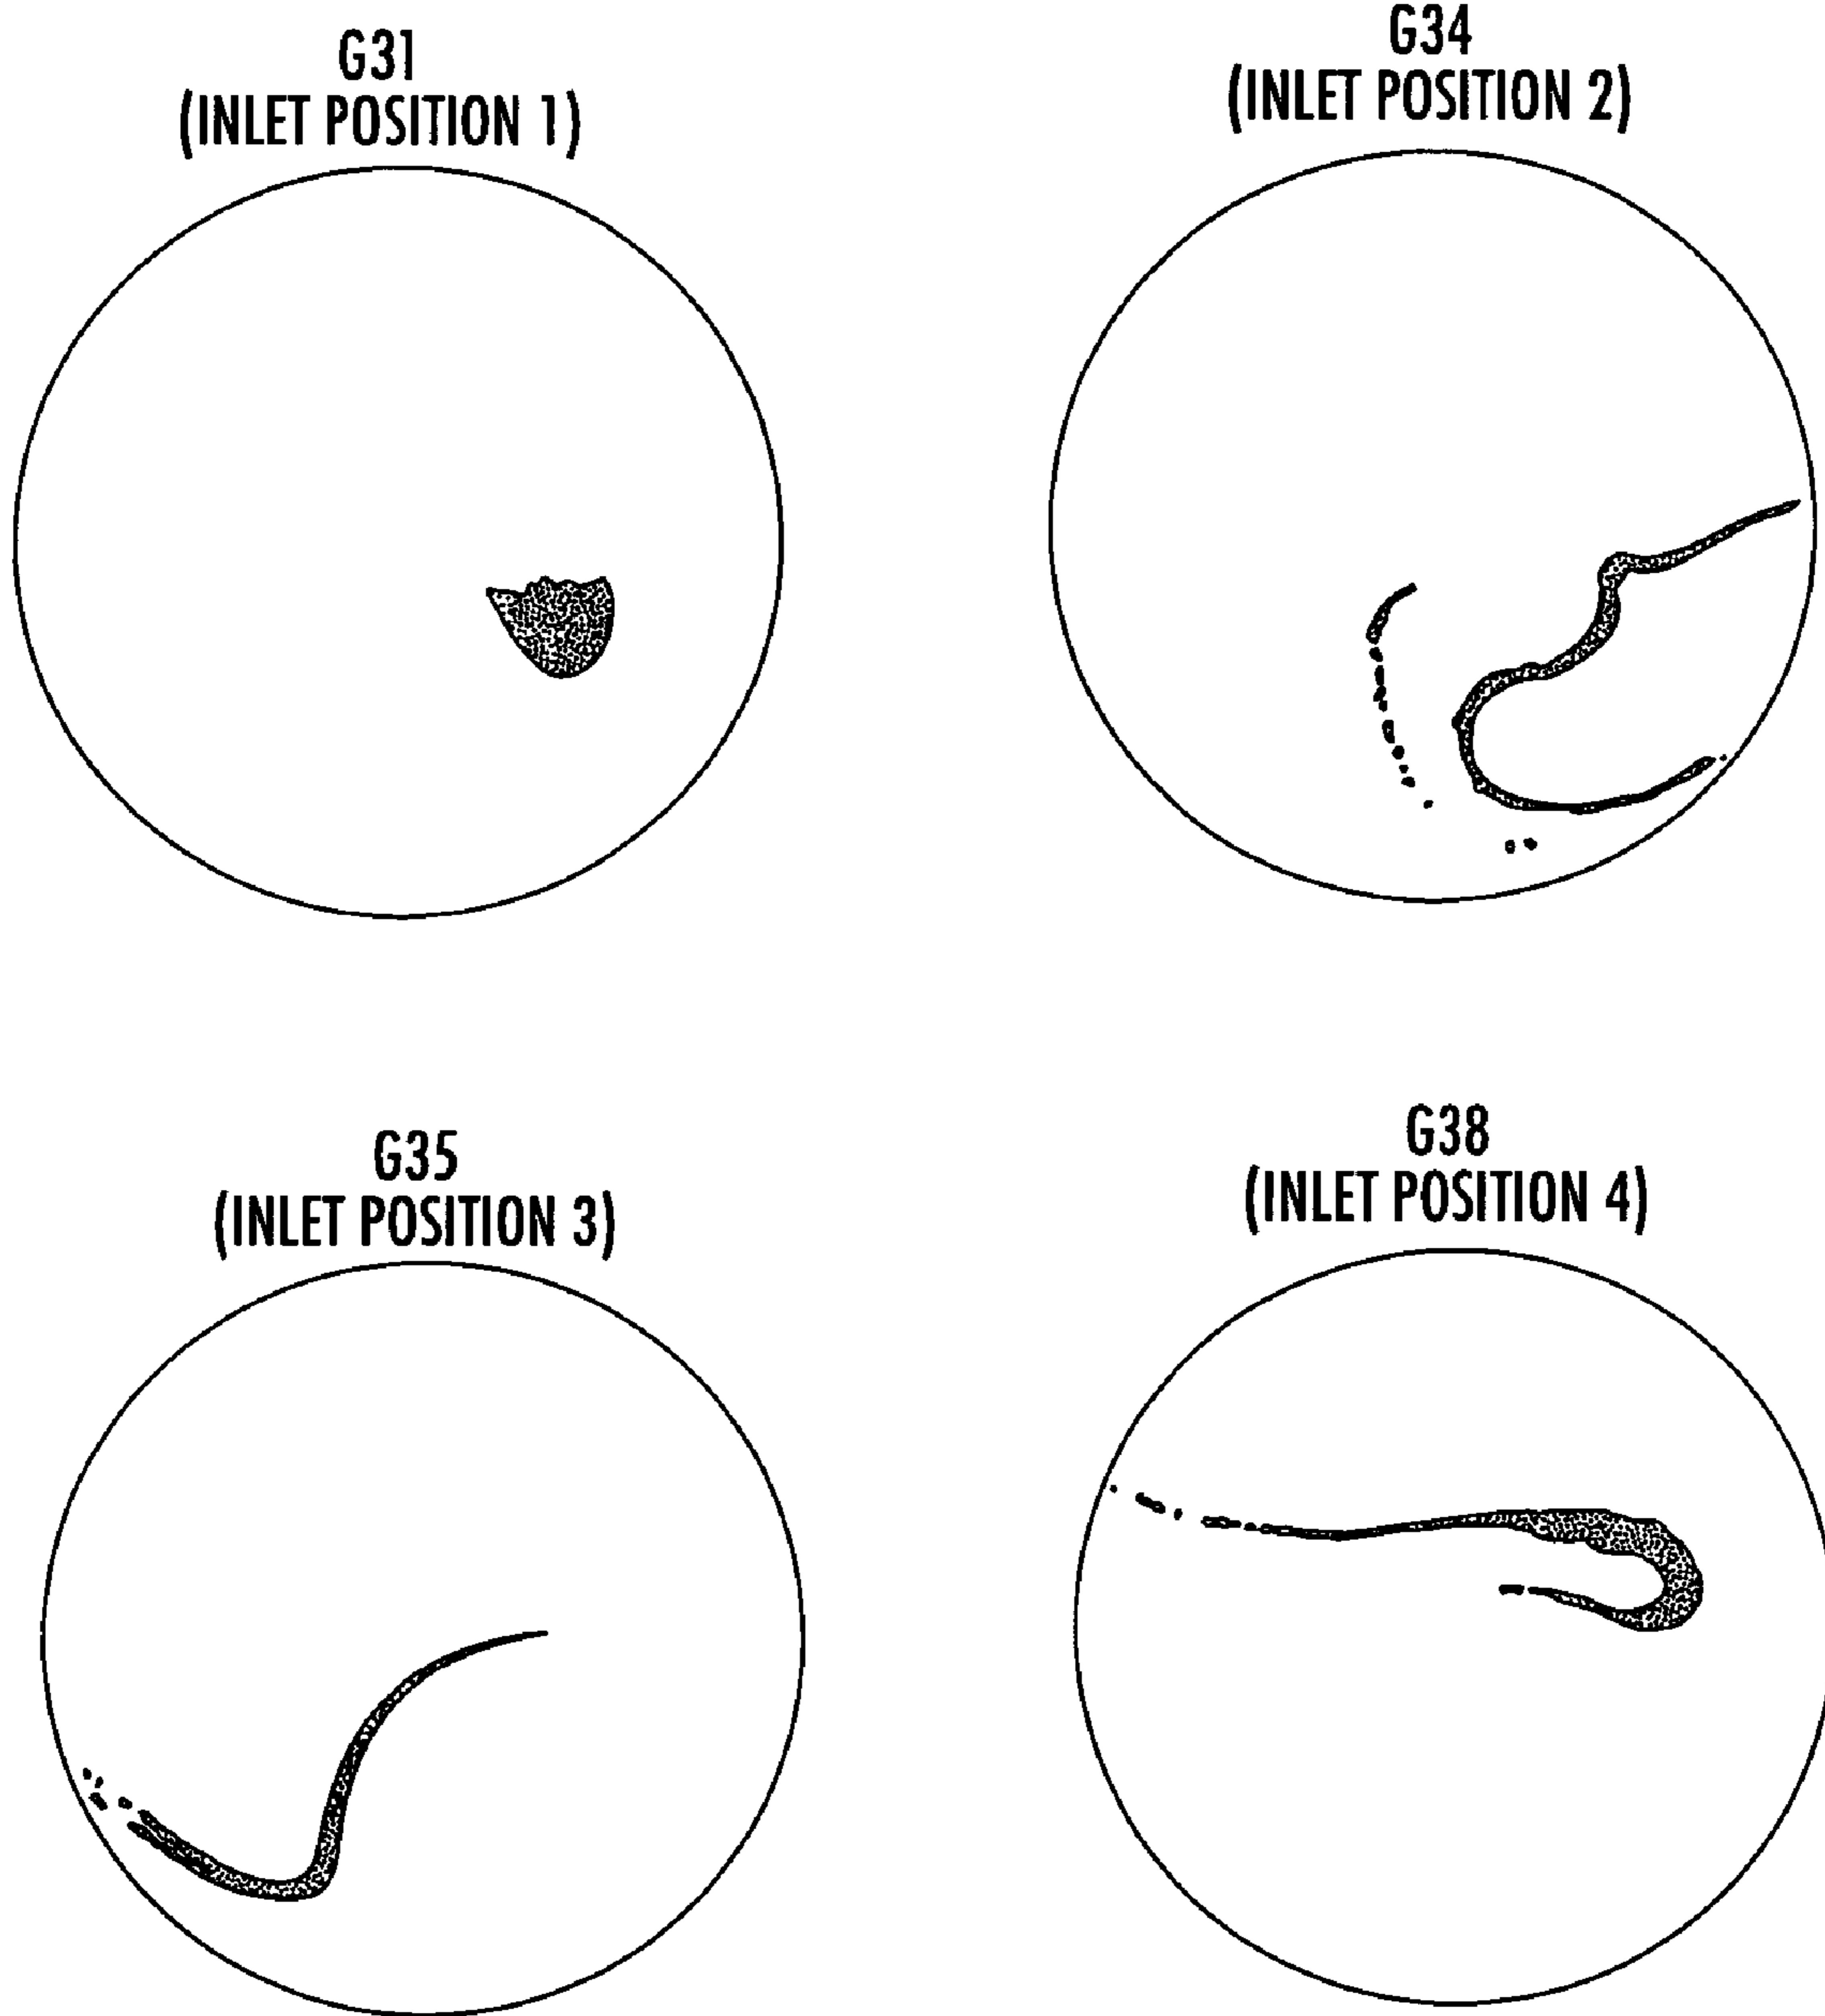 G31
(INLET POSITION 1)
G34
(INLET POSITION 2)
G35
(INLET POSITION 3)
G38
(INLET POSITION 4)